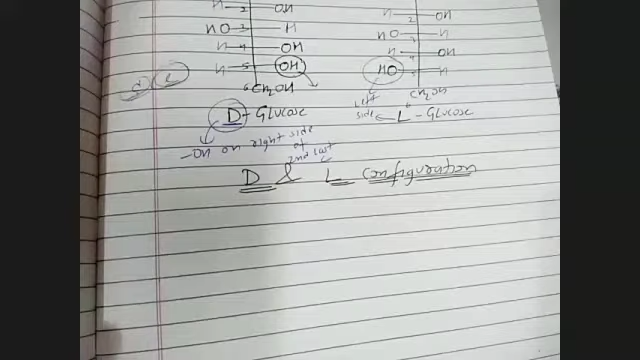 H 2 OH
HO 3 H
H 4 OH
H 5 OH
6 CH2OH
D - Glucose
-OH on right side
of
2nd last
C
H 2 OH
HO H
H OH
HO H
CH2OH
left
side
L - Glucose
D & L configuration